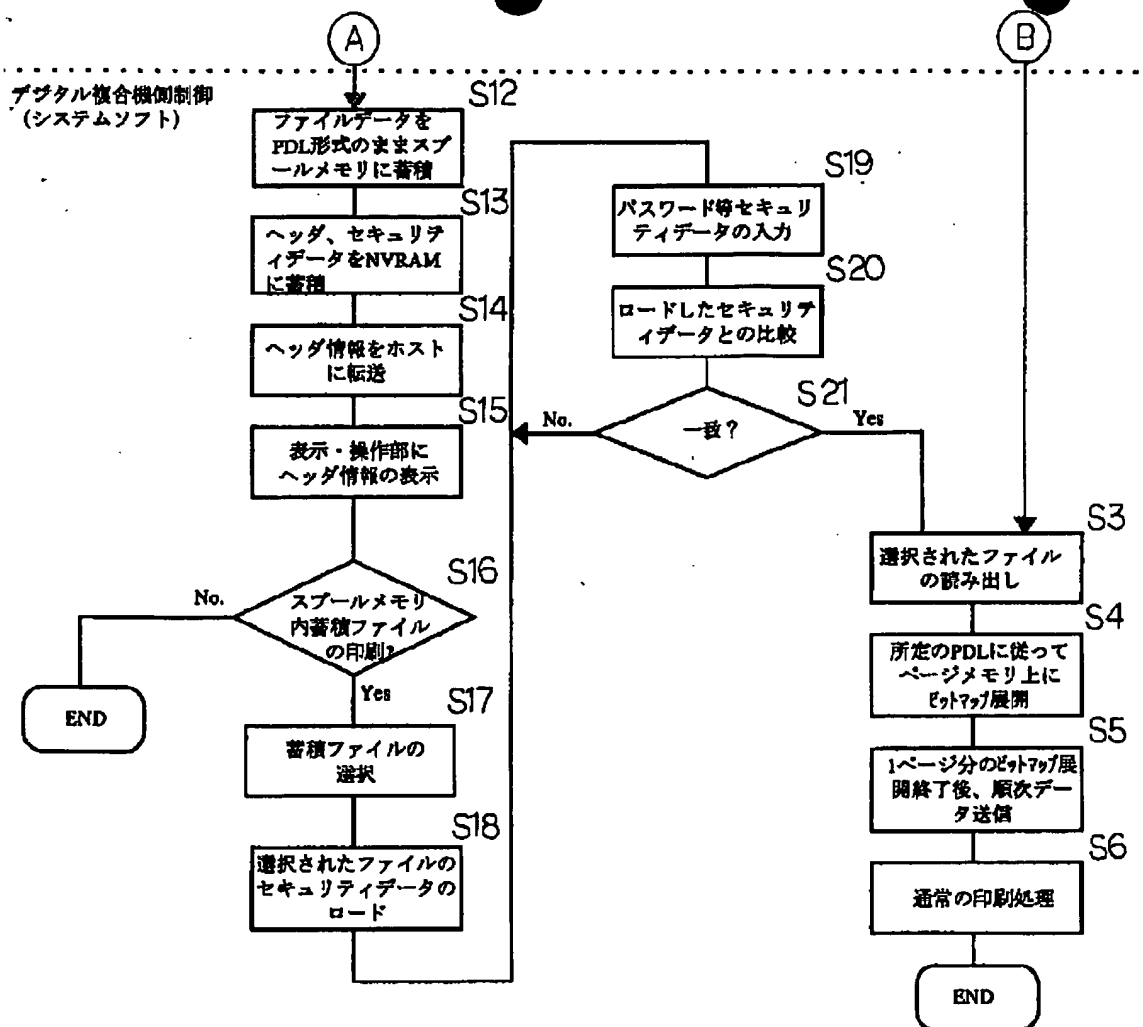 A
B
デジタル複合機側制御
(システムソフト)
S12
ファイルデータを
PDL形式のままスプ
ールメモリに蓄積
S13
ヘッダ、セキュリテ
ィデータをNVRAM
に蓄積
S14
ヘッダ情報をホスト
に転送
S15
表示・操作部に
ヘッダ情報の表示
S16
スプールメモリ
内蓄積ファイル
の印刷?
No.
END
Yes
S17
蓄積ファイルの
選択
S18
選択されたファイルの
セキュリティデータの
ロード
S19
パスワード等セキュリ
ティデータの入力
S20
ロードしたセキュリテ
ィデータとの比較
S21
一致?
No.
Yes
S3
選択されたファイル
の読み出し
S4
所定のPDLに従って
ページメモリ上に
ビットマップ展開
S5
1ページ分のビットマップ展
開終了後、順次デー
タ送信
S6
通常の印刷処理
END